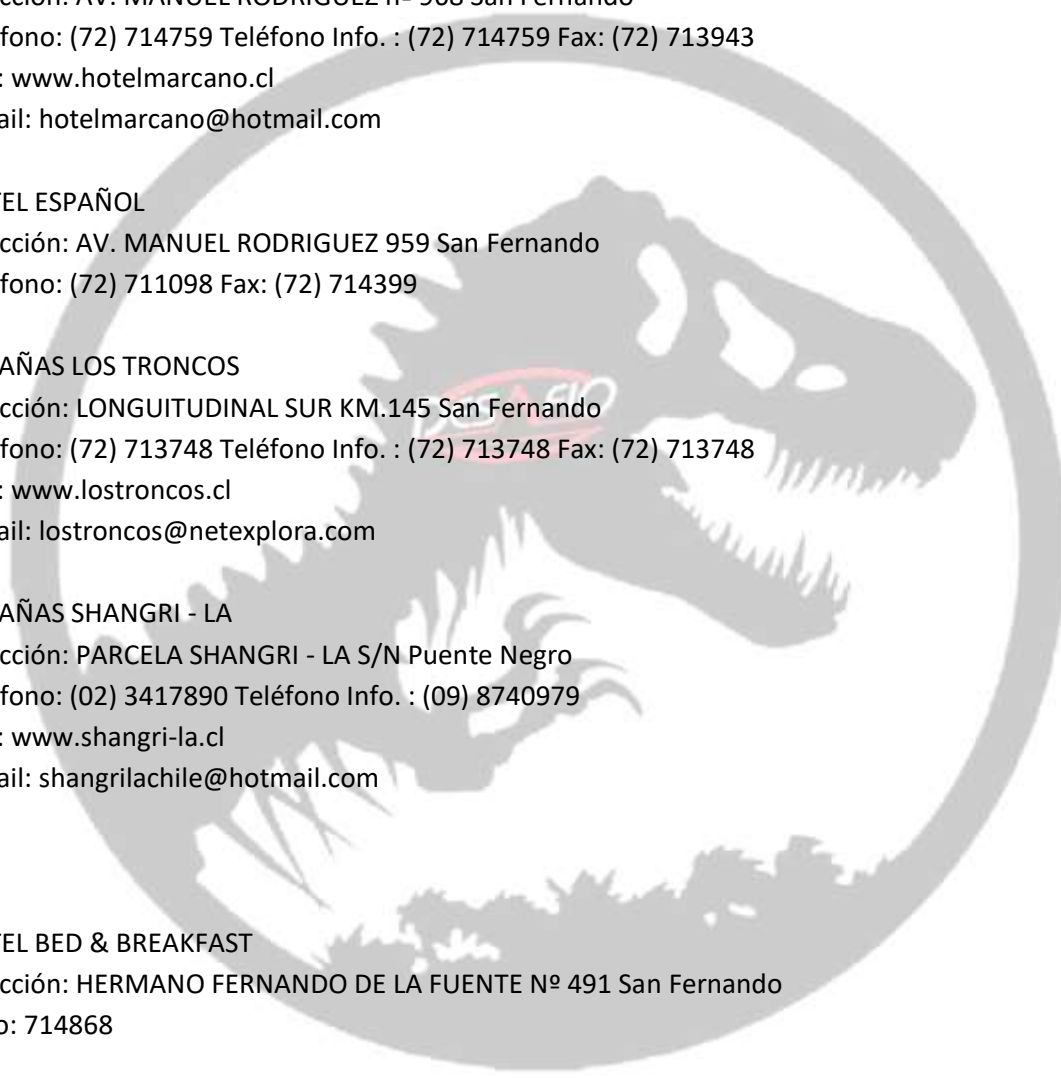 cción: AV. MANUEL RODRIGUEZ nº San Fernando
fono: (72) 714759 Teléfono Info. : (72) 714759 Fax: (72) 713943
: www.hotelmarcano.cl
ail: hotelmarcano@hotmail.com
TEL ESPAÑOL
cción: AV. MANUEL RODRIGUEZ 959 San Fernando
fono: (72) 711098 Fax: (72) 714399
AÑAS LOS TRONCOS
cción: LONGUITUDINAL SUR KM.145 San Fernando
fono: (72) 713748 Teléfono Info. : (72) 713748 Fax: (72) 713748
: www.lostroncos.cl
ail: lostroncos@netexplora.com
AÑAS SHANGRI - LA
cción: PARCELA SHANGRI - LA S/N Puente Negro
fono: (02) 3417890 Teléfono Info. : (09) 8740979
: www.shangri-la.cl
ail: shangrilachile@hotmail.com
TEL BED & BREAKFAST
cción: HERMANO FERNANDO DE LA FUENTE Nº 491 San Fernando
o: 714868